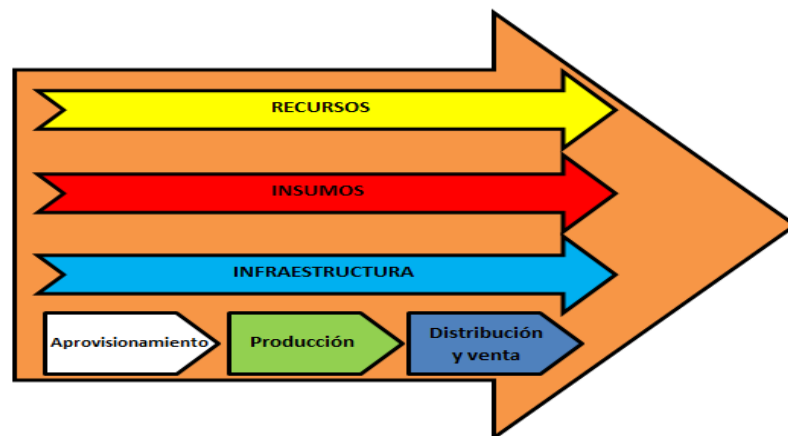 RECURSOS
INSUMOS
INFRAESTRUCTURA
Aprovisionamiento
Producción
Distribución
y venta